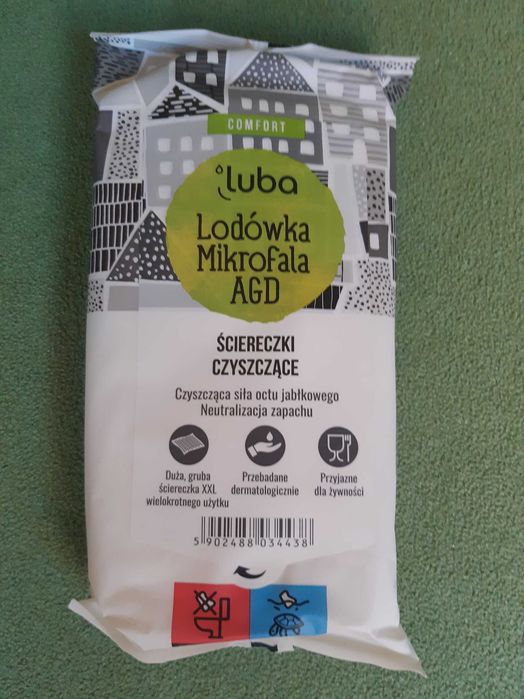 COMFORT
luba
Lodówka
Mikrofala
AGD
ŚCIERECZKI
CZYSZCZĄCE
Czyszcząca siła octu jabłkowego
Neutralizacja zapachu
Duża, gruba
ściereczka XXL
wielokrotnego użytku
Przebadane
dermatologicznie
Przyjazne
dla żywności
5 902488 034438